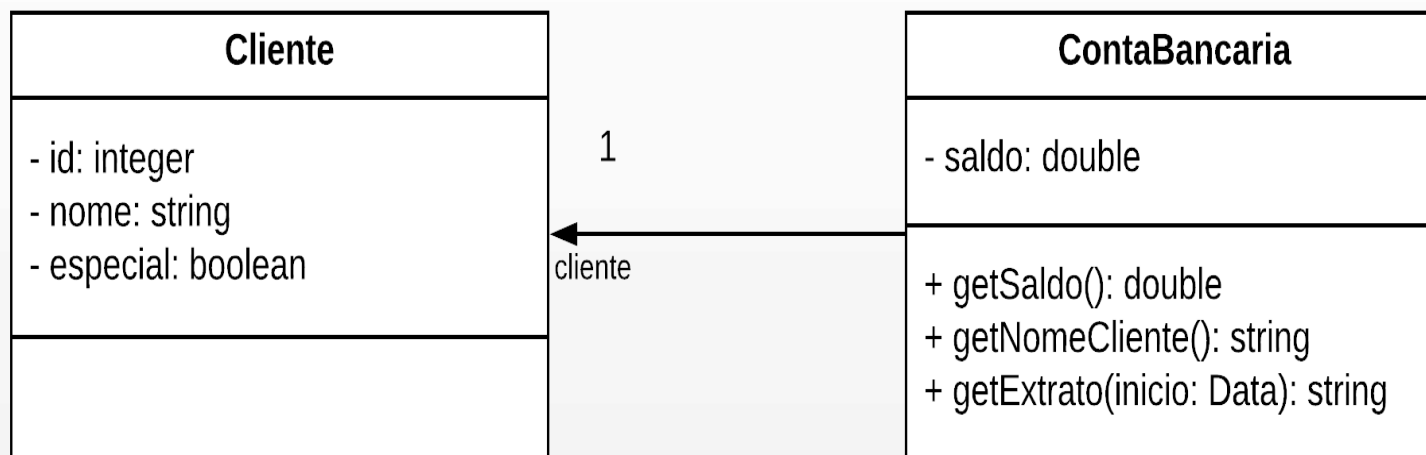 Cliente
- id: integer
- nome: string
- especial: boolean
1
cliente
ContaBancaria
- saldo: double
+ getSaldo(): double
+ getNomeCliente(): string
+ getExtrato(inicio: Data): string